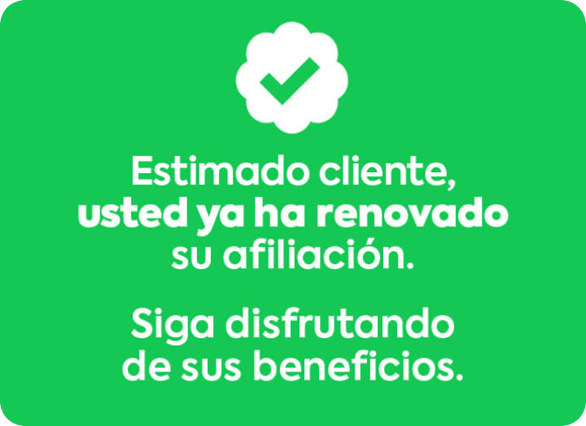 Estimado cliente,
usted ya ha renovado
su afiliación.
Siga disfrutando
de sus beneficios.